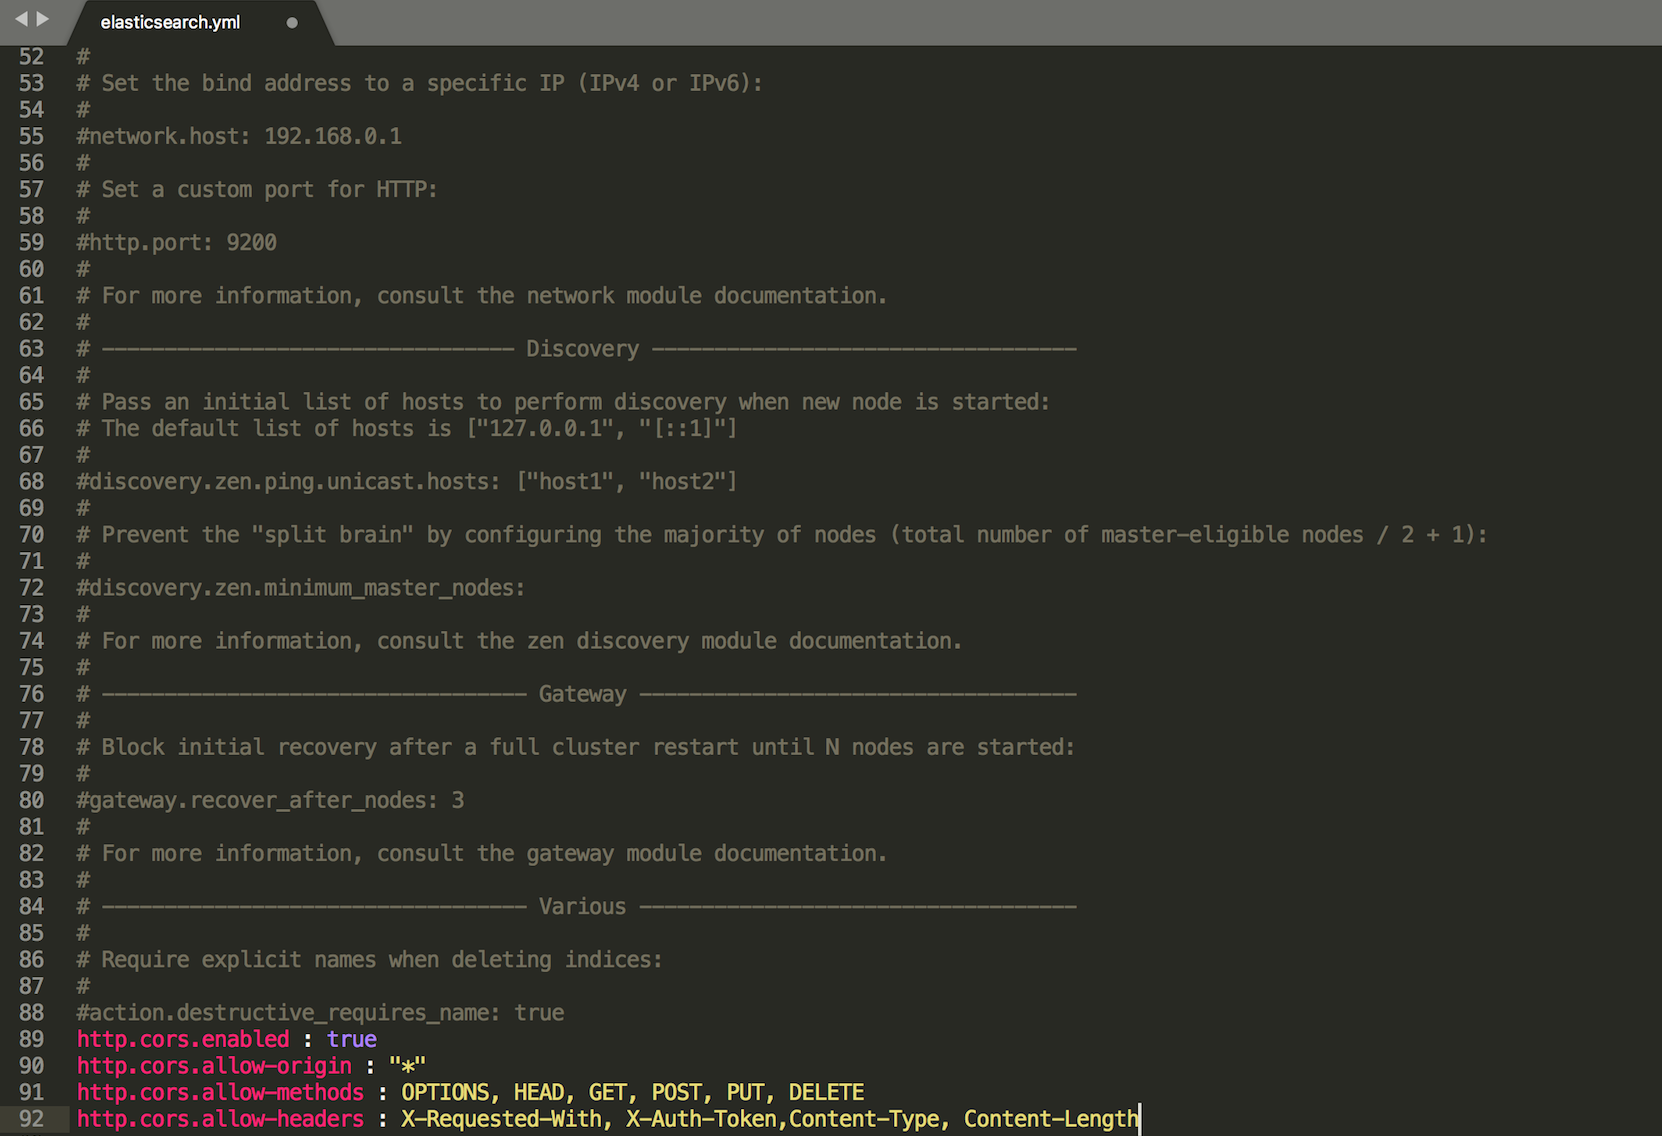 elasticsearch.yml
52 #
53 # Set the bind address to a specific IP (IPv4 or IPv6):
54 #
55 #network.host: 192.168.0.1
56 #
57 # Set a custom port for HTTP:
58 #
59 #http.port: 9200
60 #
61 # For more information, consult the network module documentation.
62 #
63 # --------------------------------- Discovery ----------------------------------
64 #
65 # Pass an initial list of hosts to perform discovery when new node is started:
66 # The default list of hosts is ["127.0.0.1", "[::1]"]
67 #
68 #discovery.zen.ping.unicast.hosts: ["host1", "host2"]
69 #
70 # Prevent the "split brain" by configuring the majority of nodes (total number of master-eligible nodes / 2 + 1):
71 #
72 #discovery.zen.minimum_master_nodes:
73 #
74 # For more information, consult the zen discovery module documentation.
75 #
76 # ---------------------------------- Gateway -----------------------------------
77 #
78 # Block initial recovery after a full cluster restart until N nodes are started:
79 #
80 #gateway.recover_after_nodes: 3
81 #
82 # For more information, consult the gateway module documentation.
83 #
84 # ---------------------------------- Various -----------------------------------
85 #
86 # Require explicit names when deleting indices:
87 #
88 #action.destructive_requires_name: true
89 http.cors.enabled : true
90 http.cors.allow-origin : "*"
91 http.cors.allow-methods : OPTIONS, HEAD, GET, POST, PUT, DELETE
92 http.cors.allow-headers : X-Requested-With, X-Auth-Token,Content-Type, Content-Length